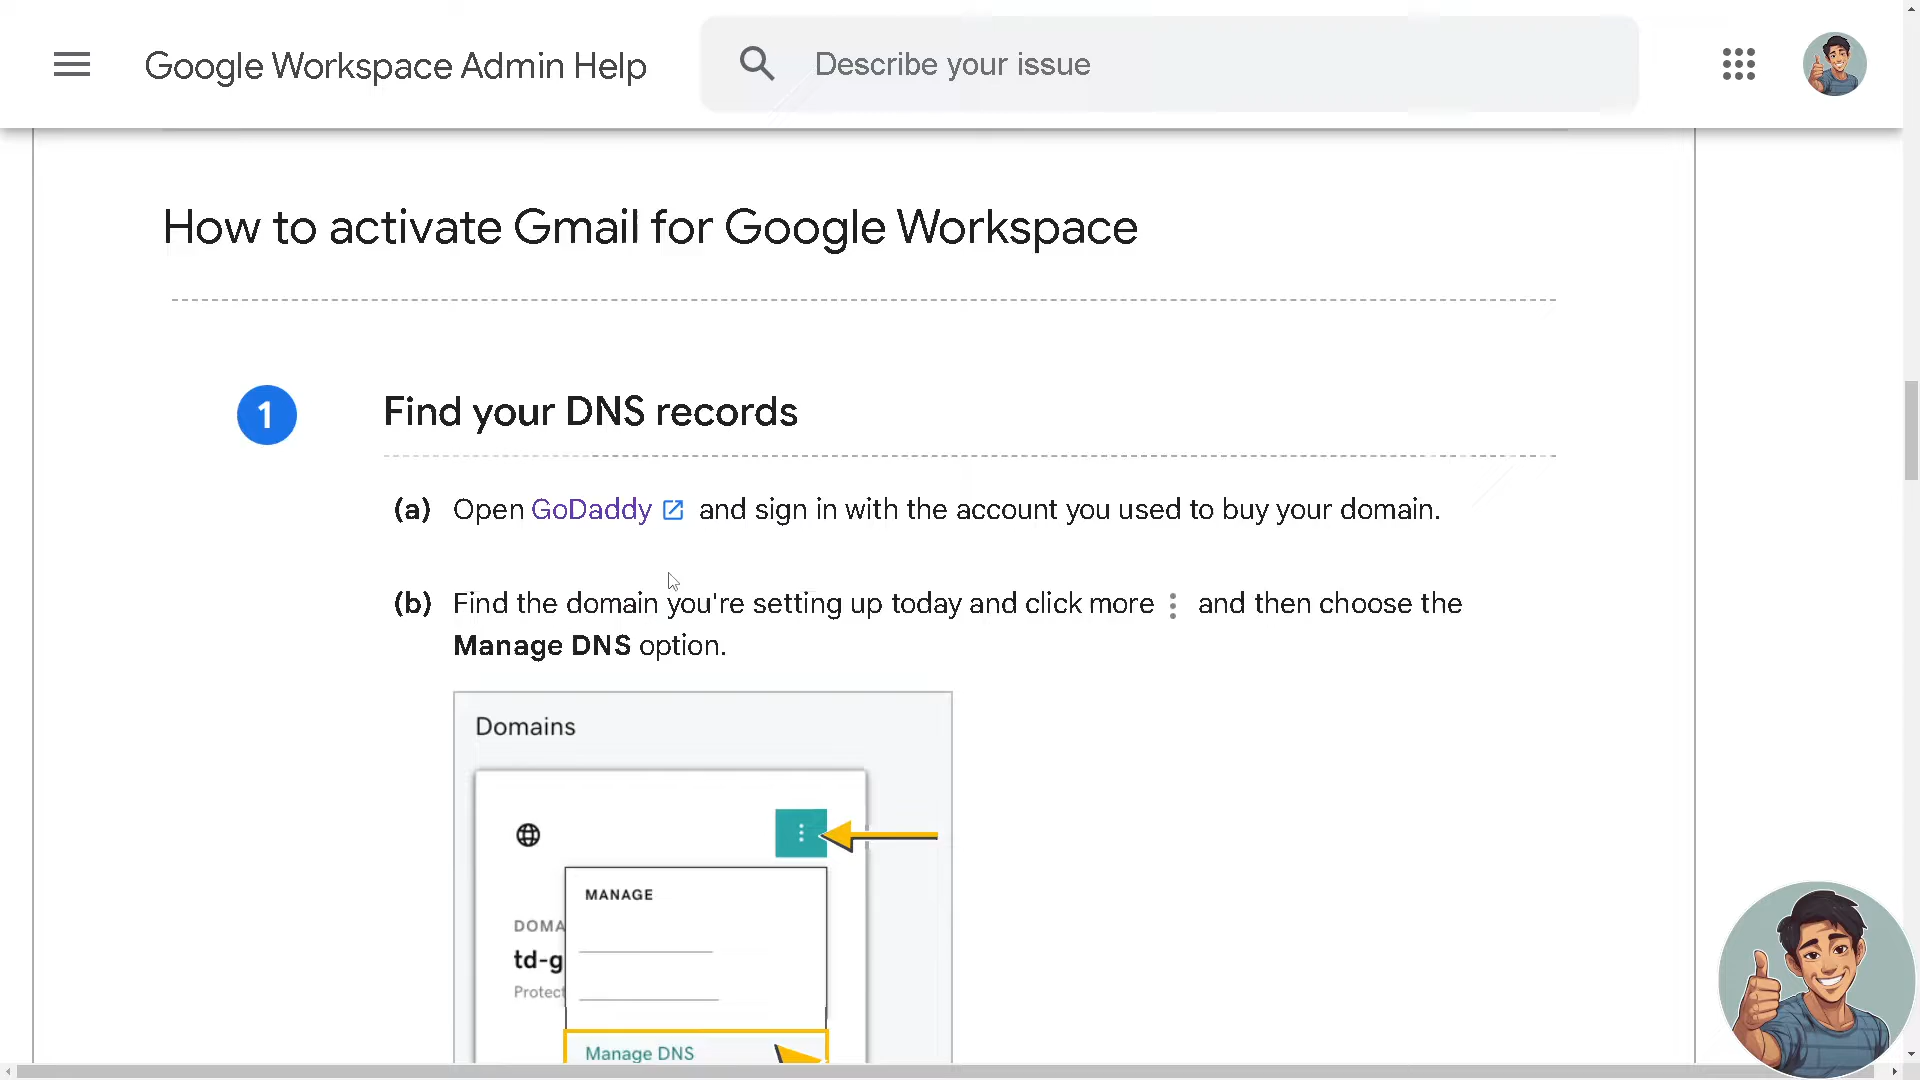 Google Workspace Admin Help
Describe your issue
How to activate Gmail for Google Workspace
1
Find your DNS records
(a) Open GoDaddy and sign in with the account you used to buy your domain.
(b) Find the domain you're setting up today and click more and then choose the
Manage DNS option.
Domains
MANAGE
DOMA
td-g
Protect
Manage DNS